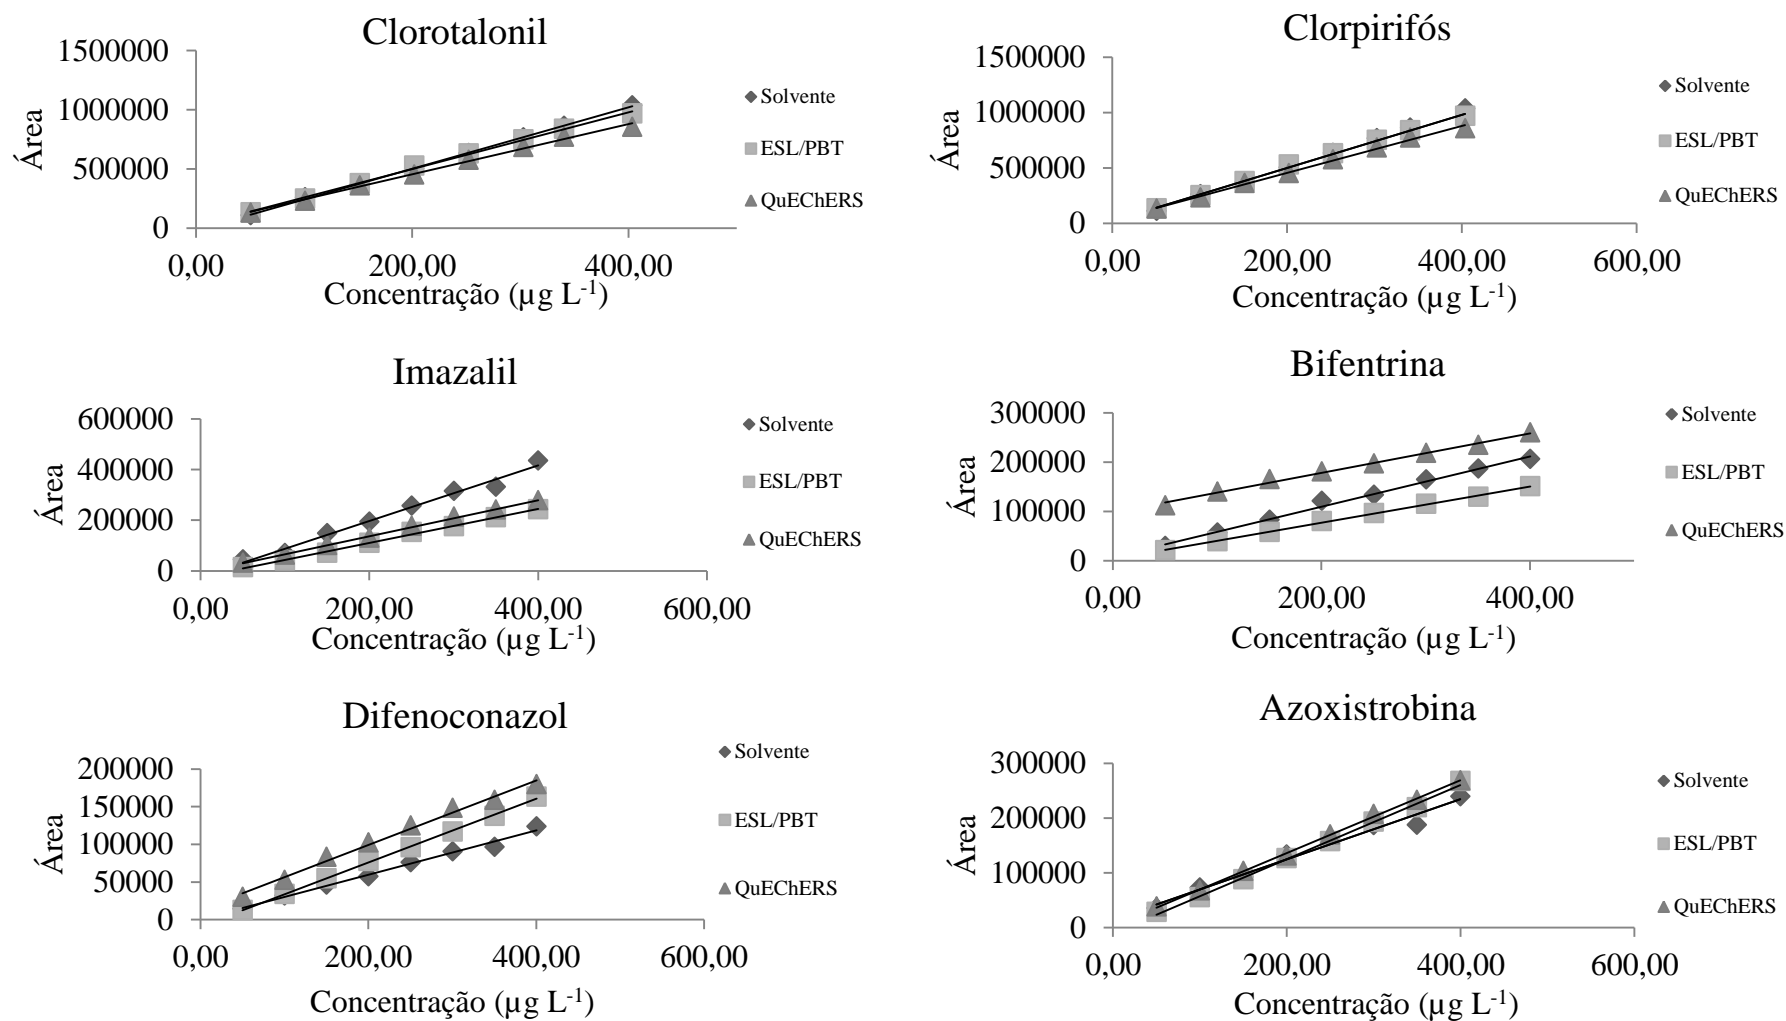 Clorotalonil
1500000
1000000
500000
0
Área
0,00 200,00 400,00
Concentração (µg L-1)
Solvente
ESL/PBT
QuEChERS
Clorpirifós
1500000
1000000
500000
0
Área
0,00 200,00 400,00 600,00
Concentração (µg L-1)
Solvente
ESL/PBT
QuEChERS
Imazalil
600000
400000
200000
0
Área
0,00 200,00 400,00 600,00
Concentração (µg L-1)
Solvente
ESL/PBT
QuEChERS
Bifentrina
300000
200000
100000
0
Área
0,00 200,00 400,00
Concentração (µg L-1)
Solvente
ESL/PBT
QuEChERS
Difenoconazol
200000
150000
100000
50000
0
Área
0,00 200,00 400,00 600,00
Concentração (µg L-1)
Solvente
ESL/PBT
QuEChERS
Azoxistrobina
300000
200000
100000
0
Área
0,00 200,00 400,00 600,00
Concentração (µg L-1)
Solvente
ESL/PBT
QuEChERS